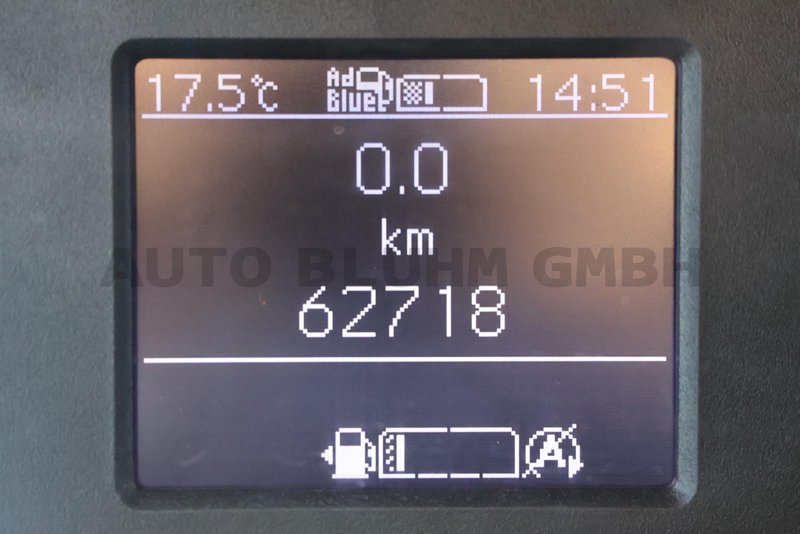 17.5°C Ad Blue 14:51
0.0
km
AUTO BLUHM GMBH
62718
A